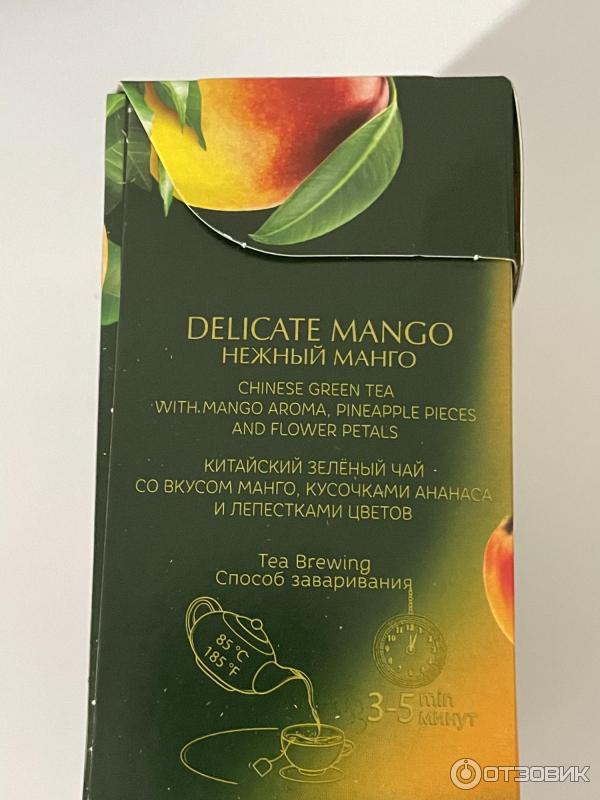 DELICATE MANGO
НЕЖНЫЙ МАНГО
CHINESE GREEN TEA
WITH MANGO AROMA, PINEAPPLE PIECES
AND FLOWER PETALS
КИТАЙСКИЙ ЗЕЛЁНЫЙ ЧАЙ
СО ВКУСОМ МАНГО, КУСОЧКАМИ АНАНАСА
И ЛЕПЕСТКАМИ ЦВЕТОВ
Tea Brewing
Способ заваривания
85 °C
185 °F
3-5 min
минут
ОТЗОВИК